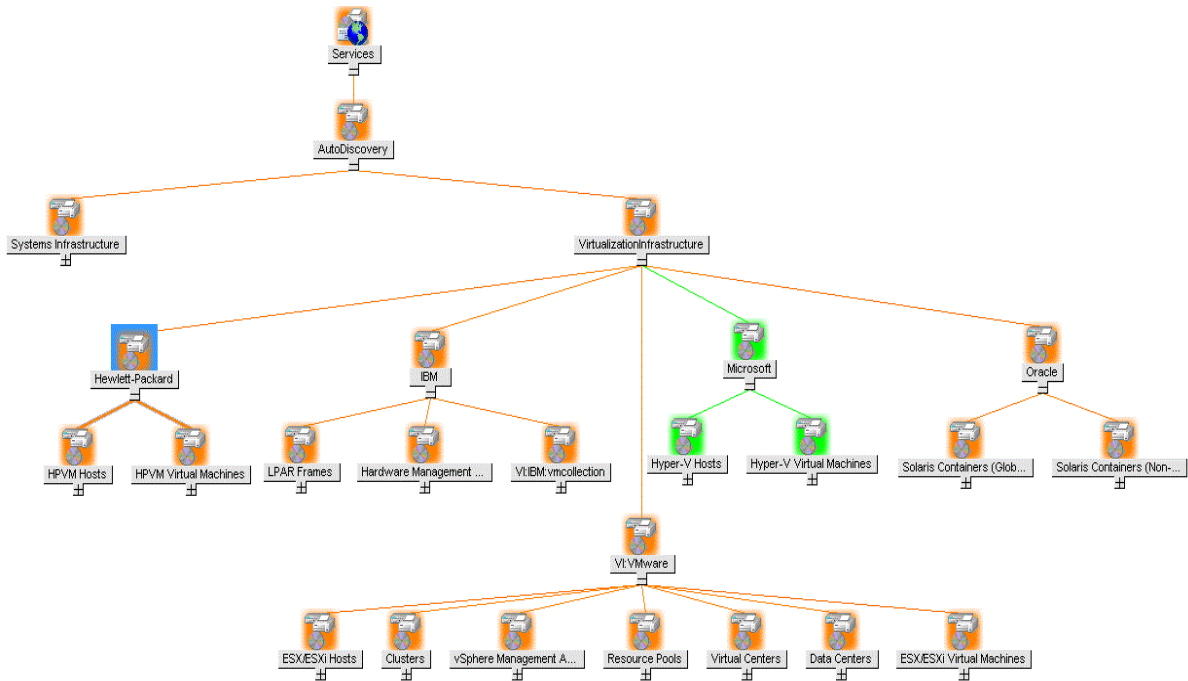 Services
AutoDiscovery
Systems Infrastructure
VirtualizationInfrastructure
Hewlett-Packard
IBM
Microsoft
Oracle
HPVM Hosts
HPVM Virtual Machines
LPAR Frames
Hardware Management ...
VI:IBM:vmcollection
Hyper-V Hosts
Hyper-V Virtual Machines
Solaris Containers (Glob...
Solaris Containers (Non-...
VI:VMware
ESX/ESXi Hosts
Clusters
vSphere Management A...
Resource Pools
Virtual Centers
Data Centers
ESX/ESXi Virtual Machines